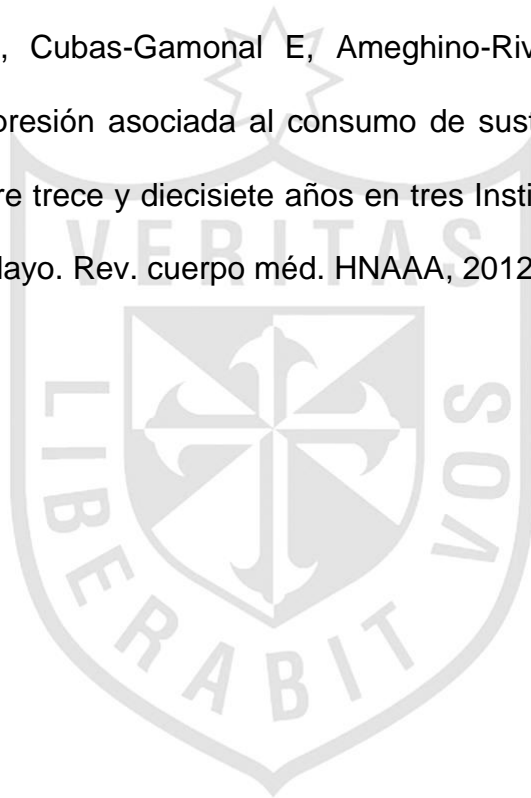 , Cubas-Gamonal E, Ameghino-Riv
presión asociada al consumo de sust
re trece y diecisiete años en tres Insti
layo. Rev. cuerpo méd. HNAAA, 2012
VERITAS
LIBERABIT VOS